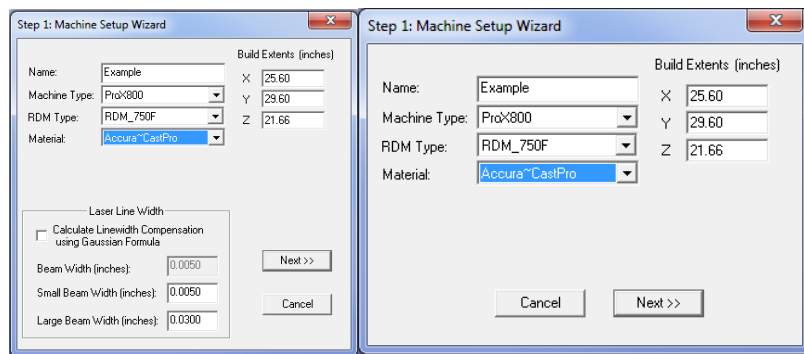 Step 1: Machine Setup Wizard
Build Extents (inches)
Name: Example X 25.60
Machine Type: ProX800 Y 29.60
RDM Type: RDM_750F Z 21.66
Material: Accura~CastPro
Laser Line Width
Calculate Linewidth Compensation
using Gaussian Formula
Beam Width (inches): 0.0050
Small Beam Width (inches): 0.0050
Large Beam Width (inches): 0.0300
Next >>
Cancel
Step 1: Machine Setup Wizard
Build Extents (inches)
Name: Example X 25.60
Machine Type: ProX800 Y 29.60
RDM Type: RDM_750F Z 21.66
Material: Accura~CastPro
Cancel Next >>